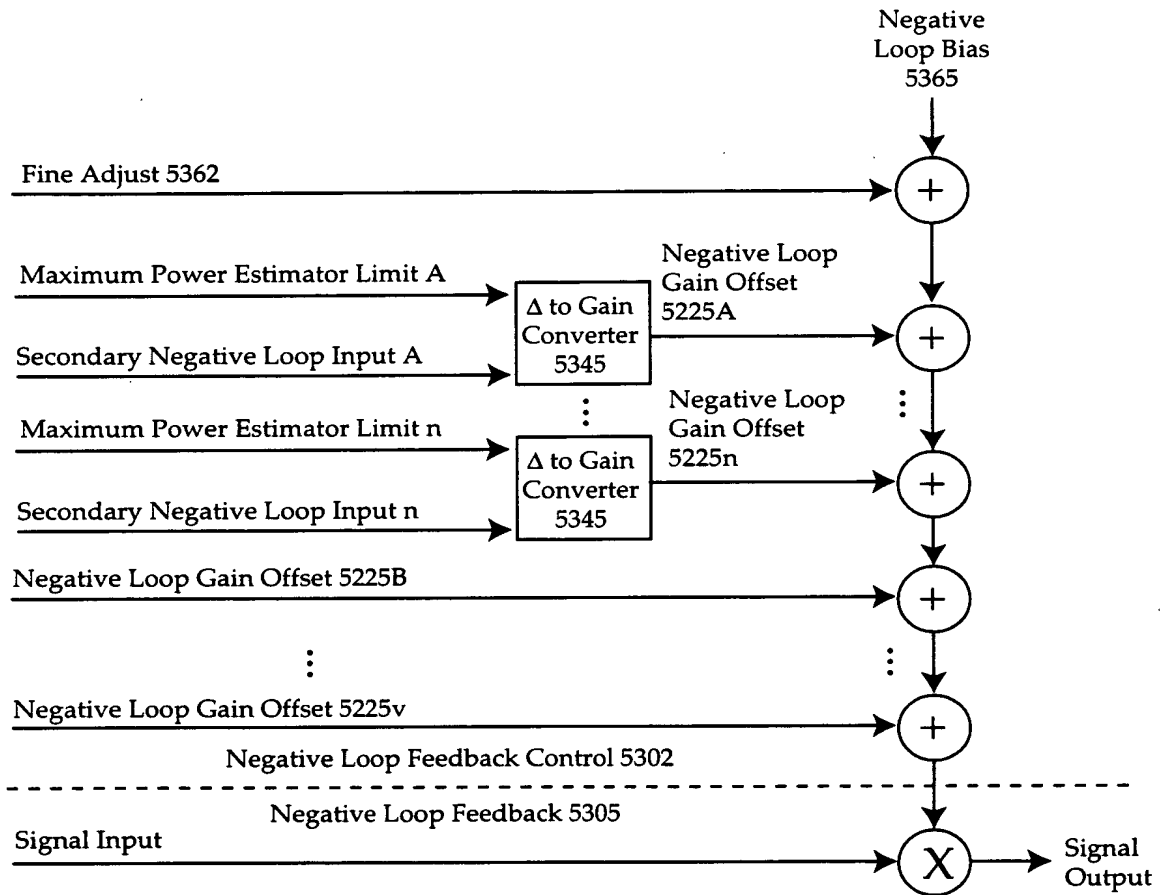 Negative
Loop Bias
5365
Fine Adjust 5362
+
Maximum Power Estimator Limit A
Negative Loop
Gain Offset
5225A
Δ to Gain
Converter
5345
+
Secondary Negative Loop Input A
Maximum Power Estimator Limit n
Negative Loop
Gain Offset
5225n
Δ to Gain
Converter
5345
+
Secondary Negative Loop Input n
Negative Loop Gain Offset 5225B
+
Negative Loop Gain Offset 5225v
+
Negative Loop Feedback Control 5302
Negative Loop Feedback 5305
Signal Input
X
Signal
Output